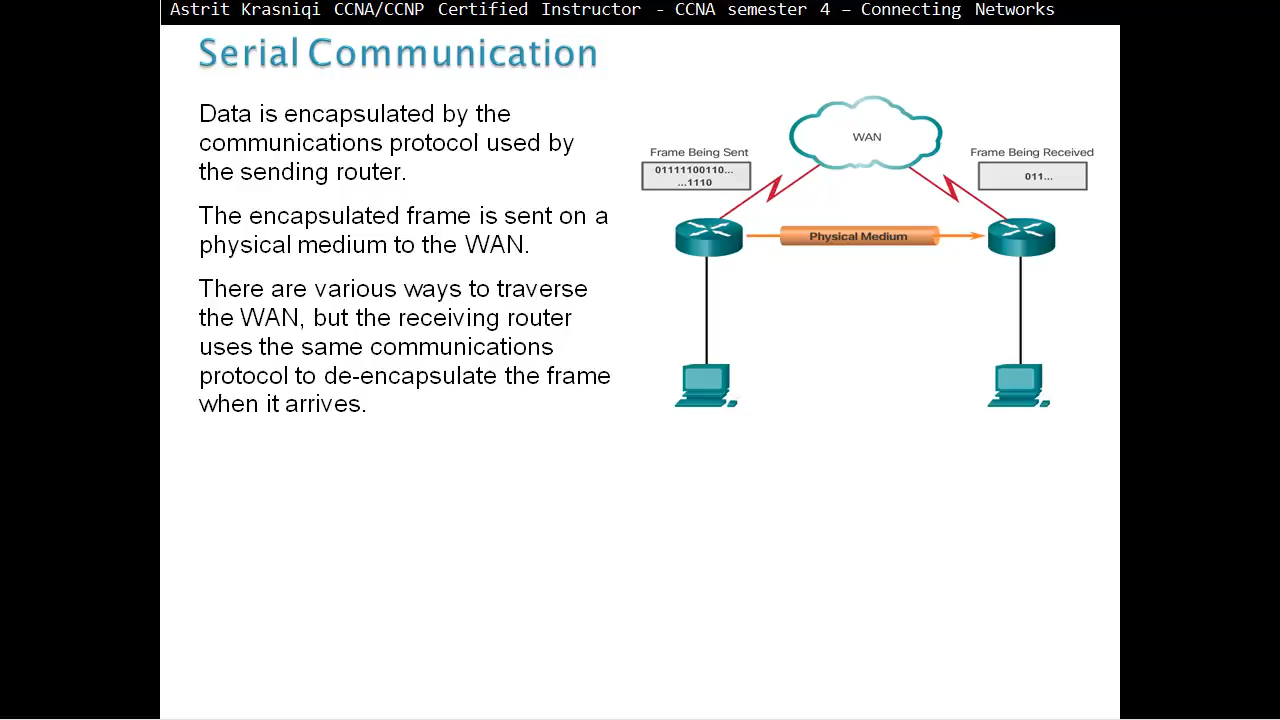 Astrit Krasniqi CCNA/CCNP Certified Instructor - CCNA semester 4 – Connecting Networks
Serial Communication
Data is encapsulated by the
communications protocol used by
the sending router.
The encapsulated frame is sent on a
physical medium to the WAN.
There are various ways to traverse
the WAN, but the receiving router
uses the same communications
protocol to de-encapsulate the frame
when it arrives.
WAN
Frame Being Sent
01111100110...
...1110
Frame Being Received
011...
Physical Medium